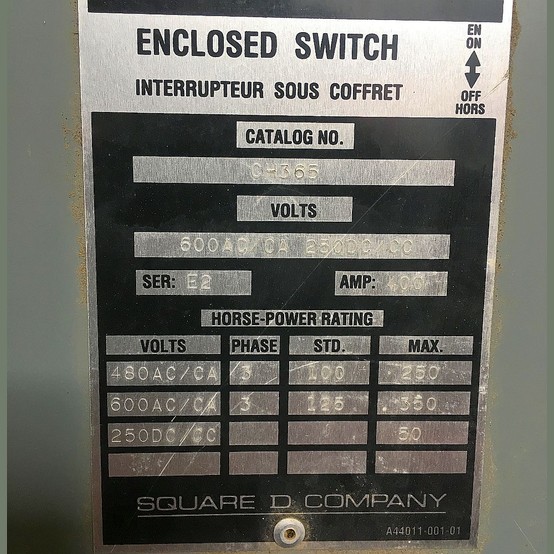 ENCLOSED SWITCH
INTERRUPTEUR SOUS COFFRET
EN
ON
OFF
HORS
CATALOG NO.
CH365
VOLTS
600AC/CA 250DC/CC
SER: E2 AMP: 400
HORSE-POWER RATING
VOLTS PHASE STD. MAX.
480AC/CA 3 100 250
600AC/CA 3 125 350
250DC/CC 50
SQUARE D COMPANY
A44011-001-01